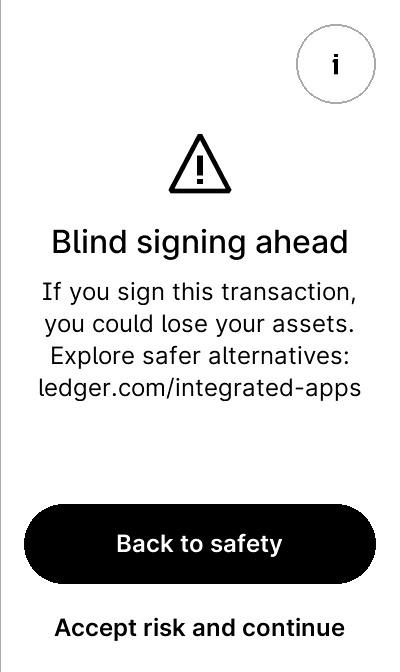 i
Blind signing ahead
If you sign this transaction,
you could lose your assets.
Explore safer alternatives:
ledger.com/integrated-apps
Back to safety
Accept risk and continue